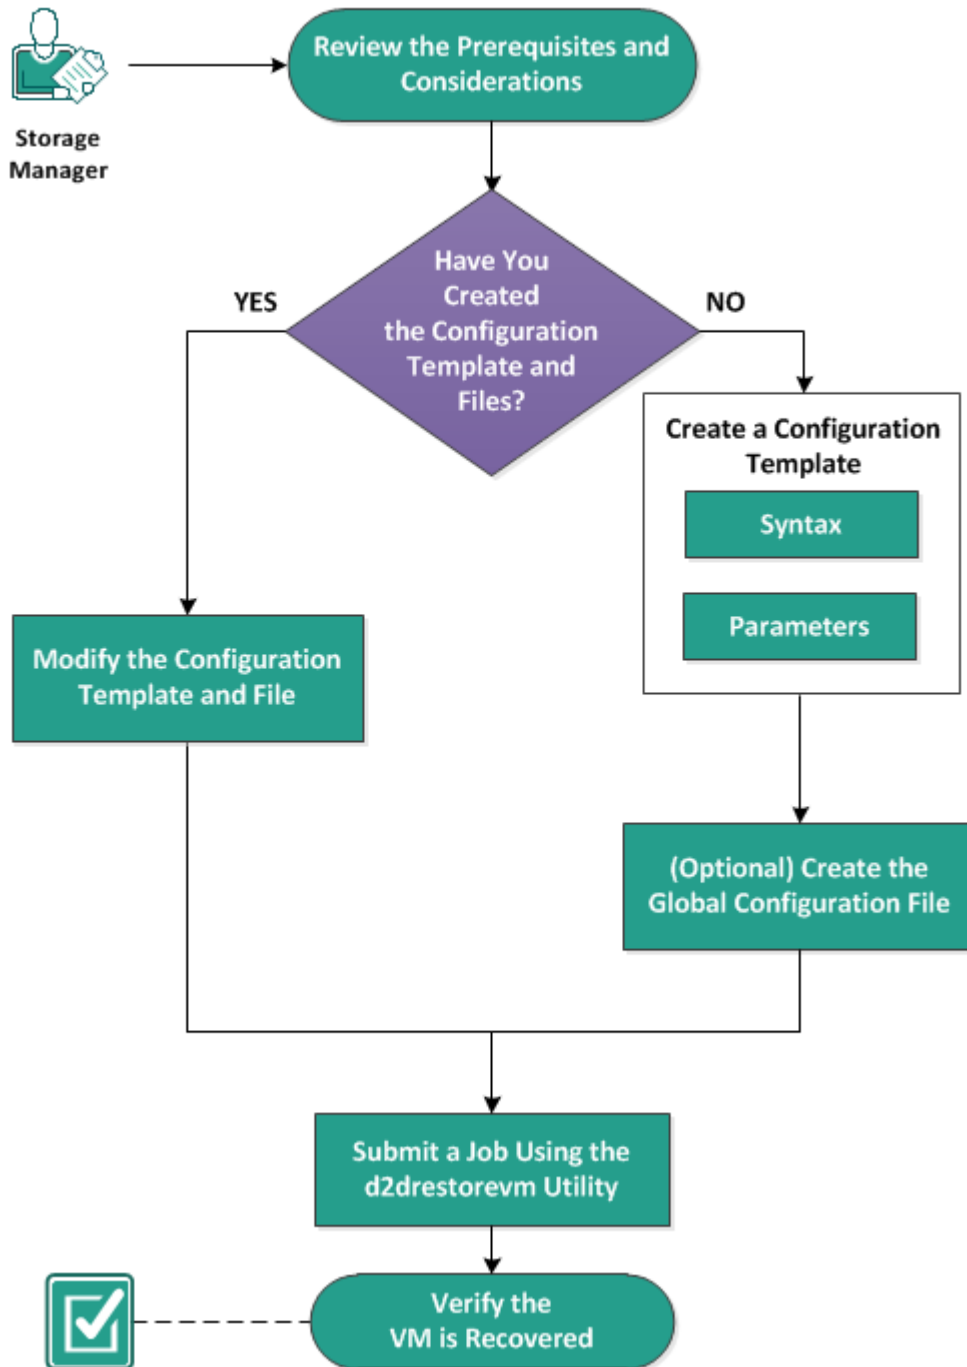 Storage
Manager
Review the Prerequisites and
Considerations
Have You
Created
the Configuration
Template and
Files?
YES
NO
Create a Configuration
Template
Syntax
Parameters
Modify the Configuration
Template and File
(Optional) Create the
Global Configuration File
Submit a Job Using the
d2drestorevm Utility
Verify the
VM is Recovered